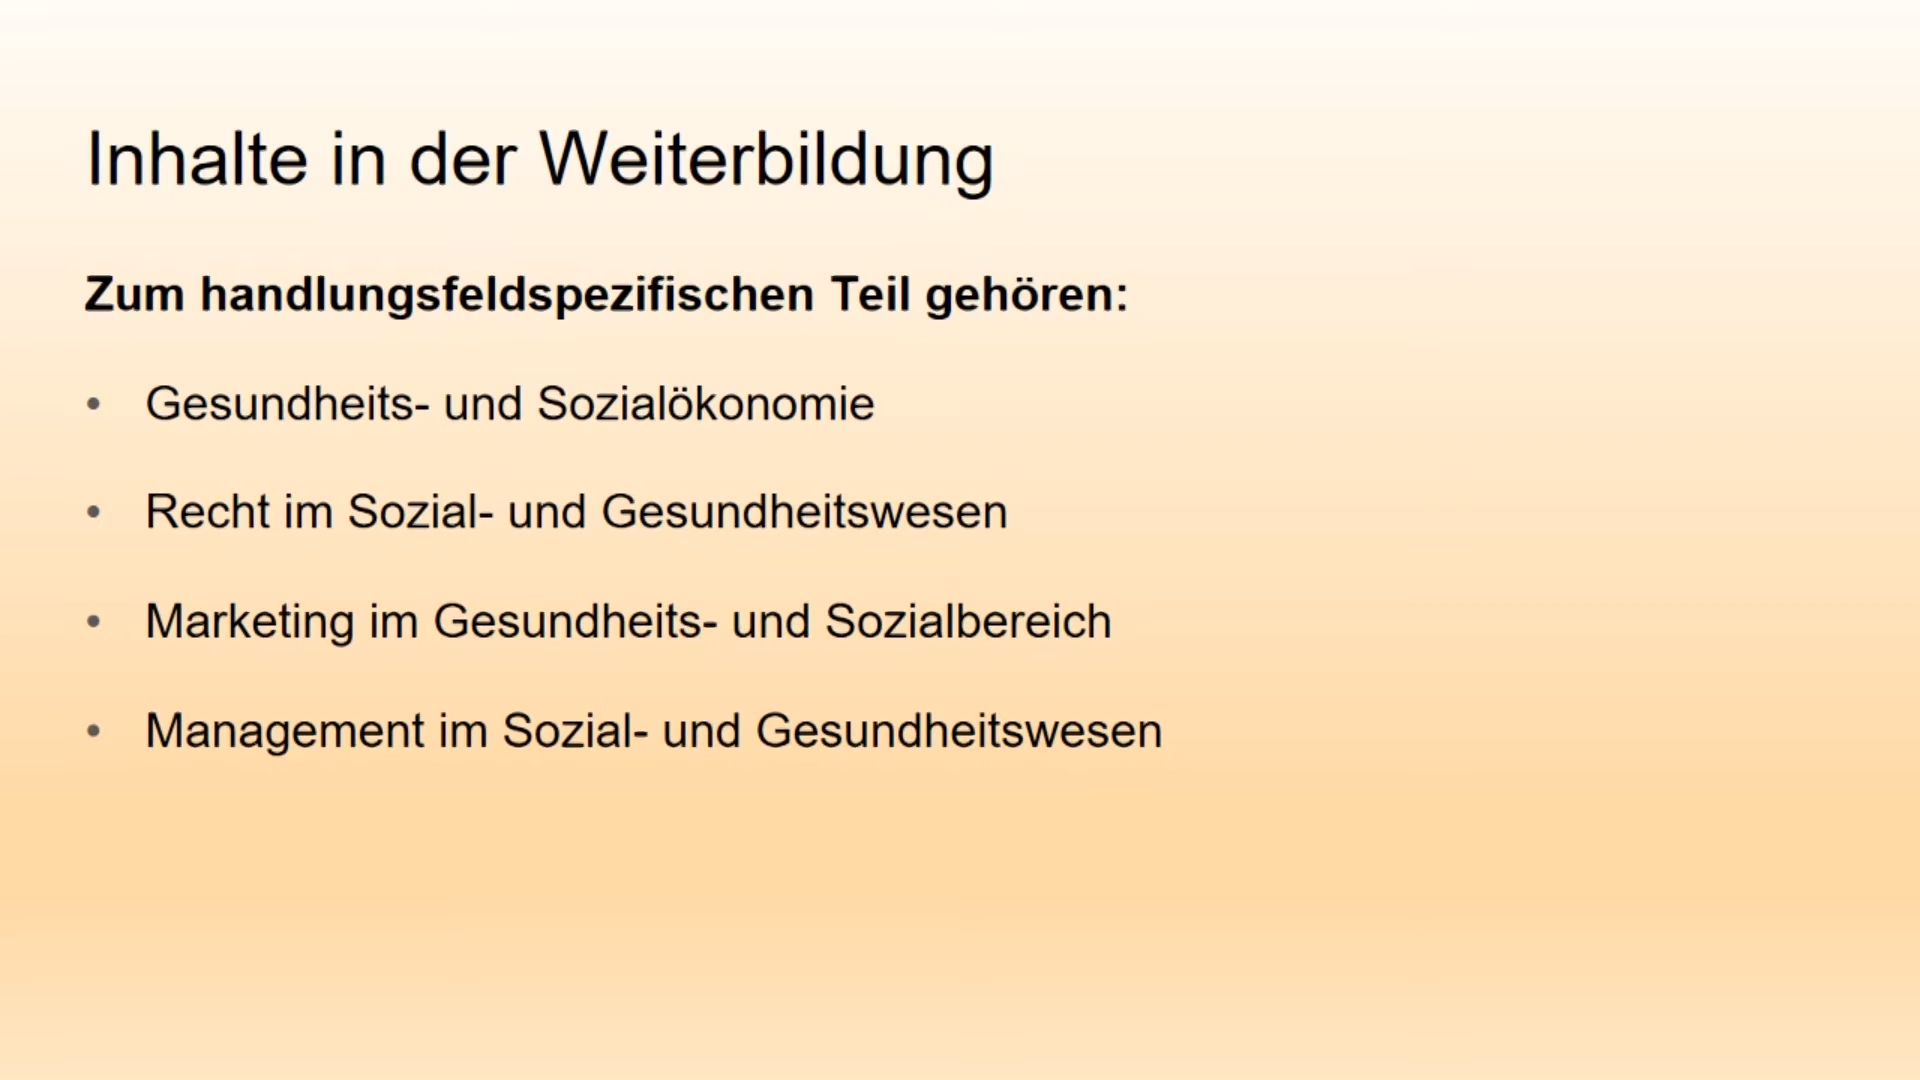 Inhalte in der Weiterbildung
Zum handlungsfeldspezifischen Teil gehören:
• Gesundheits- und Sozialökonomie
• Recht im Sozial- und Gesundheitswesen
• Marketing im Gesundheits- und Sozialbereich
• Management im Sozial- und Gesundheitswesen